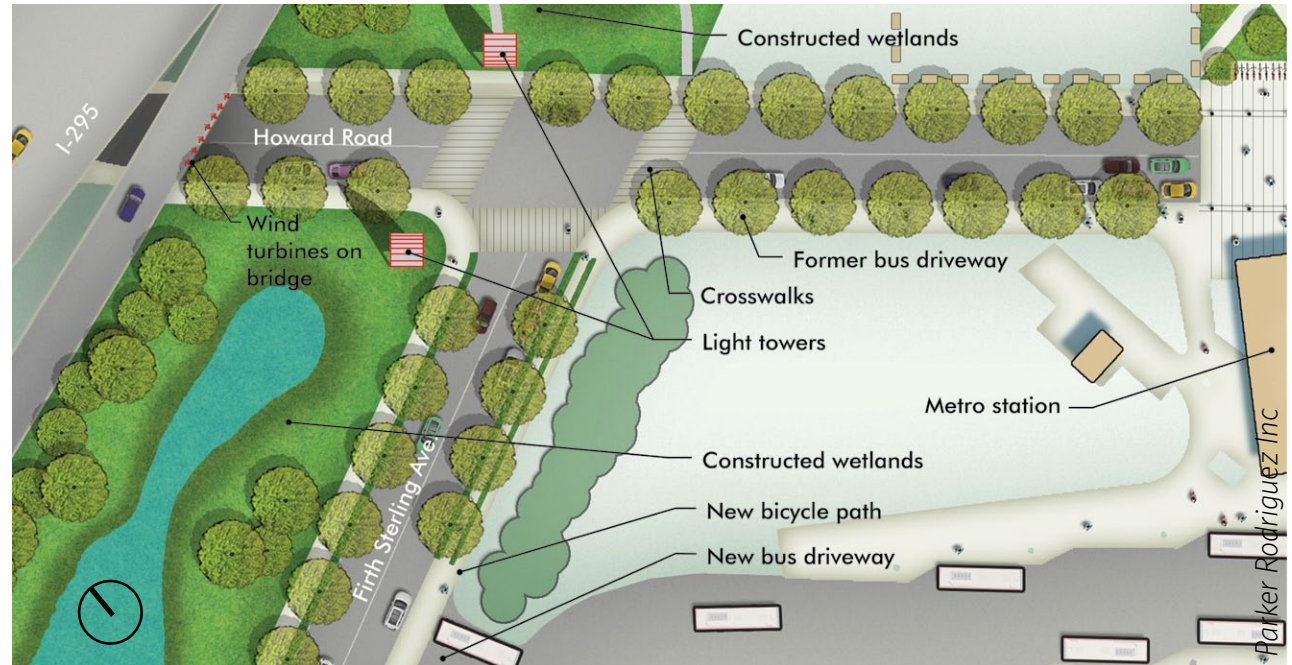 Constructed wetlands
I-295
Howard Road
Wind
turbines on
bridge
Former bus driveway
Crosswalks
Light towers
Metro station
Constructed wetlands
New bicycle path
New bus driveway
Firth Sterling Ave.
Parker Rodriguez Inc